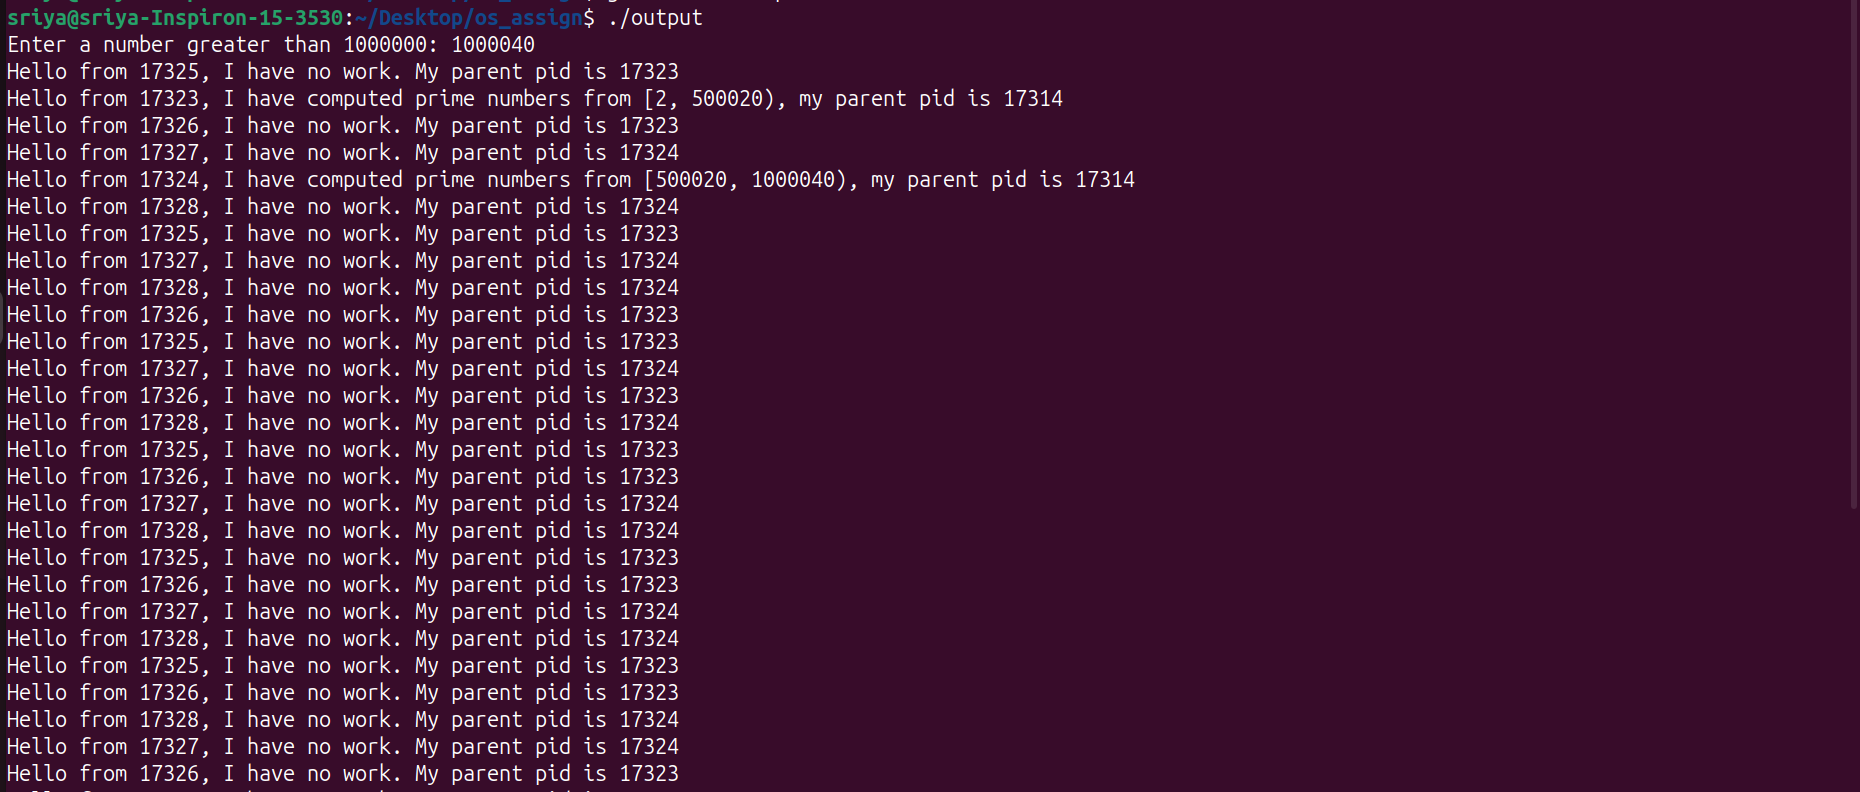 sriya@sriya-Inspiron-15-3530:~/Desktop/os_assign$ ./output
Enter a number greater than 1000000: 1000040
Hello from 17325, I have no work. My parent pid is 17323
Hello from 17323, I have computed prime numbers from [2, 500020), my parent pid is 17314
Hello from 17326, I have no work. My parent pid is 17323
Hello from 17327, I have no work. My parent pid is 17324
Hello from 17324, I have computed prime numbers from [500020, 1000040), my parent pid is 17314
Hello from 17328, I have no work. My parent pid is 17324
Hello from 17325, I have no work. My parent pid is 17323
Hello from 17327, I have no work. My parent pid is 17324
Hello from 17328, I have no work. My parent pid is 17324
Hello from 17326, I have no work. My parent pid is 17323
Hello from 17325, I have no work. My parent pid is 17323
Hello from 17327, I have no work. My parent pid is 17324
Hello from 17326, I have no work. My parent pid is 17323
Hello from 17328, I have no work. My parent pid is 17324
Hello from 17325, I have no work. My parent pid is 17323
Hello from 17326, I have no work. My parent pid is 17323
Hello from 17327, I have no work. My parent pid is 17324
Hello from 17328, I have no work. My parent pid is 17324
Hello from 17325, I have no work. My parent pid is 17323
Hello from 17326, I have no work. My parent pid is 17323
Hello from 17327, I have no work. My parent pid is 17324
Hello from 17328, I have no work. My parent pid is 17324
Hello from 17325, I have no work. My parent pid is 17323
Hello from 17326, I have no work. My parent pid is 17323
Hello from 17328, I have no work. My parent pid is 17324
Hello from 17327, I have no work. My parent pid is 17324
Hello from 17326, I have no work. My parent pid is 17323